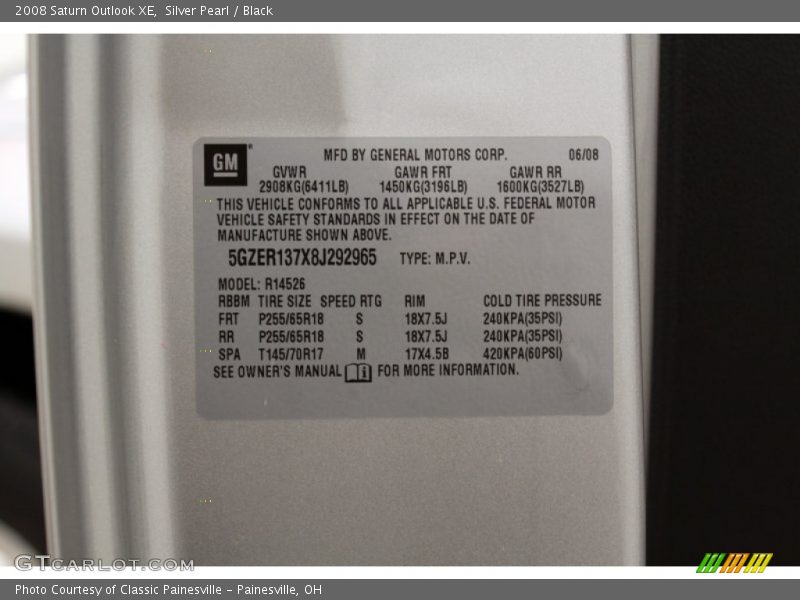 2008 Saturn Outlook XE,  Silver Pearl / Black
GM MFD BY GENERAL MOTORS CORP. 06/08
GVWR GAWR FRT GAWR RR
2908KG(6411LB) 1450KG(3196LB) 1600KG(3527LB)
THIS VEHICLE CONFORMS TO ALL APPLICABLE U.S. FEDERAL MOTOR
VEHICLE SAFETY STANDARDS IN EFFECT ON THE DATE OF
MANUFACTURE SHOWN ABOVE.
5GZER137X8J292965 TYPE: M.P.V.
MODEL: R14526
RBBM TIRE SIZE SPEED RTG RIM COLD TIRE PRESSURE
FRT P255/65R18 S 18X7.5J 240KPA(35PSI)
RR P255/65R18 S 18X7.5J 240KPA(35PSI)
SPA T145/70R17 M 17X4.5B 420KPA(60PSI)
SEE OWNER'S MANUAL FOR MORE INFORMATION.
GTCARLOT.COM
Photo Courtesy of Classic Painesville - Painesville, OH